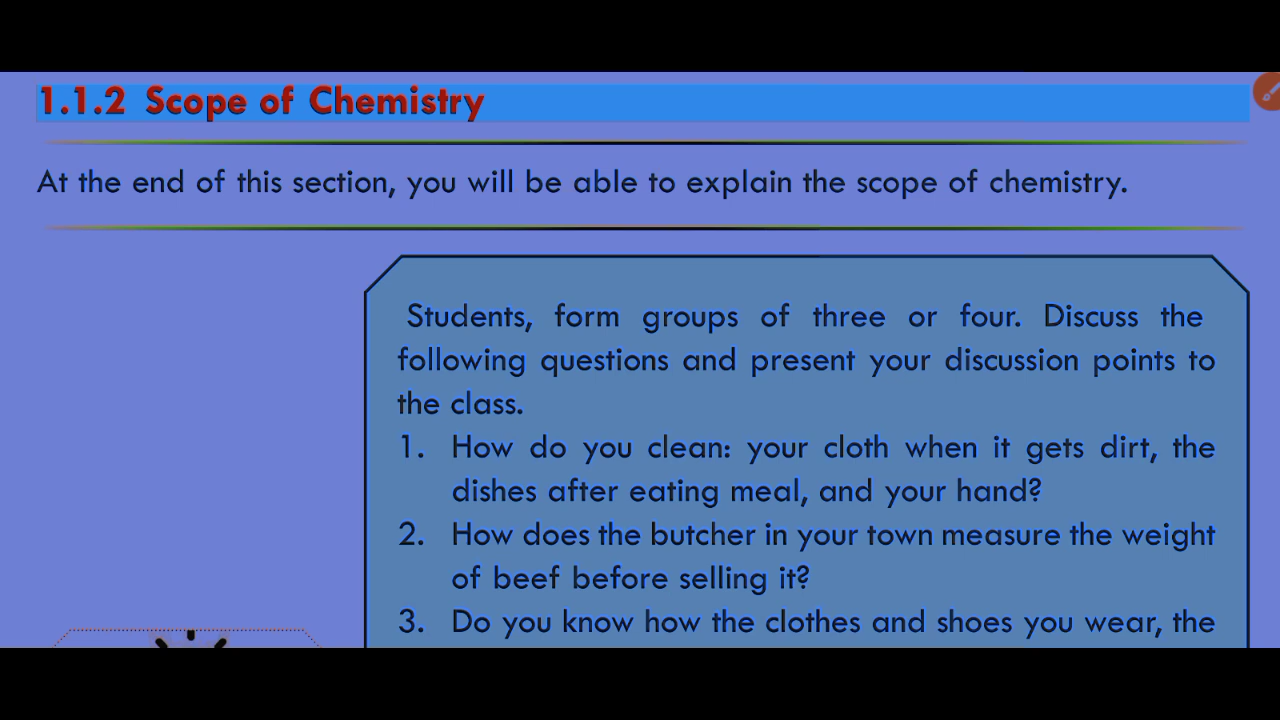 1.1.2 Scope of Chemistry
At the end of this section, you will be able to explain the scope of chemistry.
Students, form groups of three or four. Discuss the
following questions and present your discussion points to
the class.
1. How do you clean: your cloth when it gets dirt, the
dishes after eating meal, and your hand?
2. How does the butcher in your town measure the weight
of beef before selling it?
3. Do you know how the clothes and shoes you wear, the